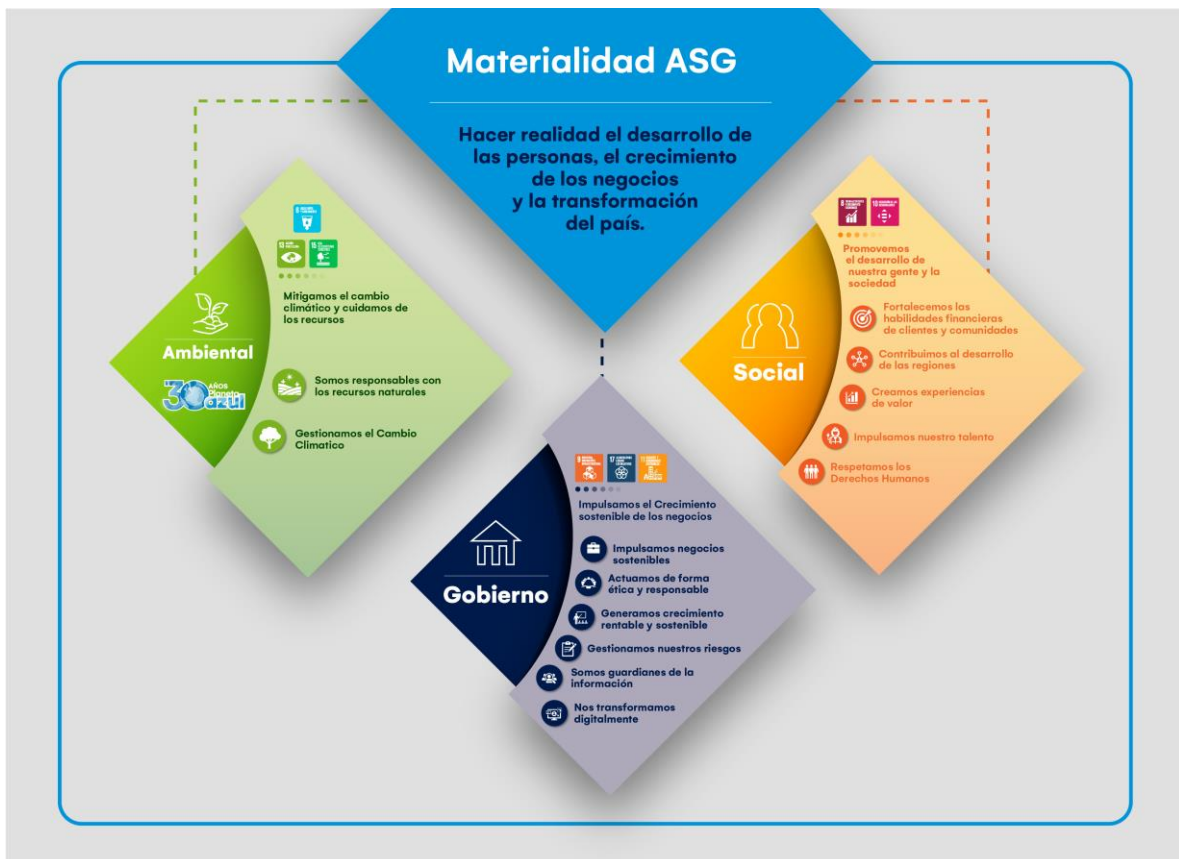 Materialidad ASG
Hacer realidad el desarrollo de
las personas, el crecimiento
de los negocios
y la transformación
del país.
Ambiental
30 AÑOS
Planeta
azul
Mitigamos el cambio
climático y cuidamos de
los recursos
Somos responsables con
los recursos naturales
Gestionamos el Cambio
Climatico
Gobierno
Impulsamos el Crecimiento
sostenible de los negocios
Impulsamos negocios
sostenibles
Actuamos de forma
ética y responsable
Generamos crecimiento
rentable y sostenible
Gestionamos nuestros riesgos
Somos guardianes de la
información
Nos transformamos
digitalmente
Social
Promovemos
el desarrollo de
nuestra gente y la
sociedad
Fortalecemos las
habilidades financieras
de clientes y comunidades
Contribuimos al desarrollo
de las regiones
Creamos experiencias
de valor
Impulsamos nuestro talento
Respetamos los
Derechos Humanos